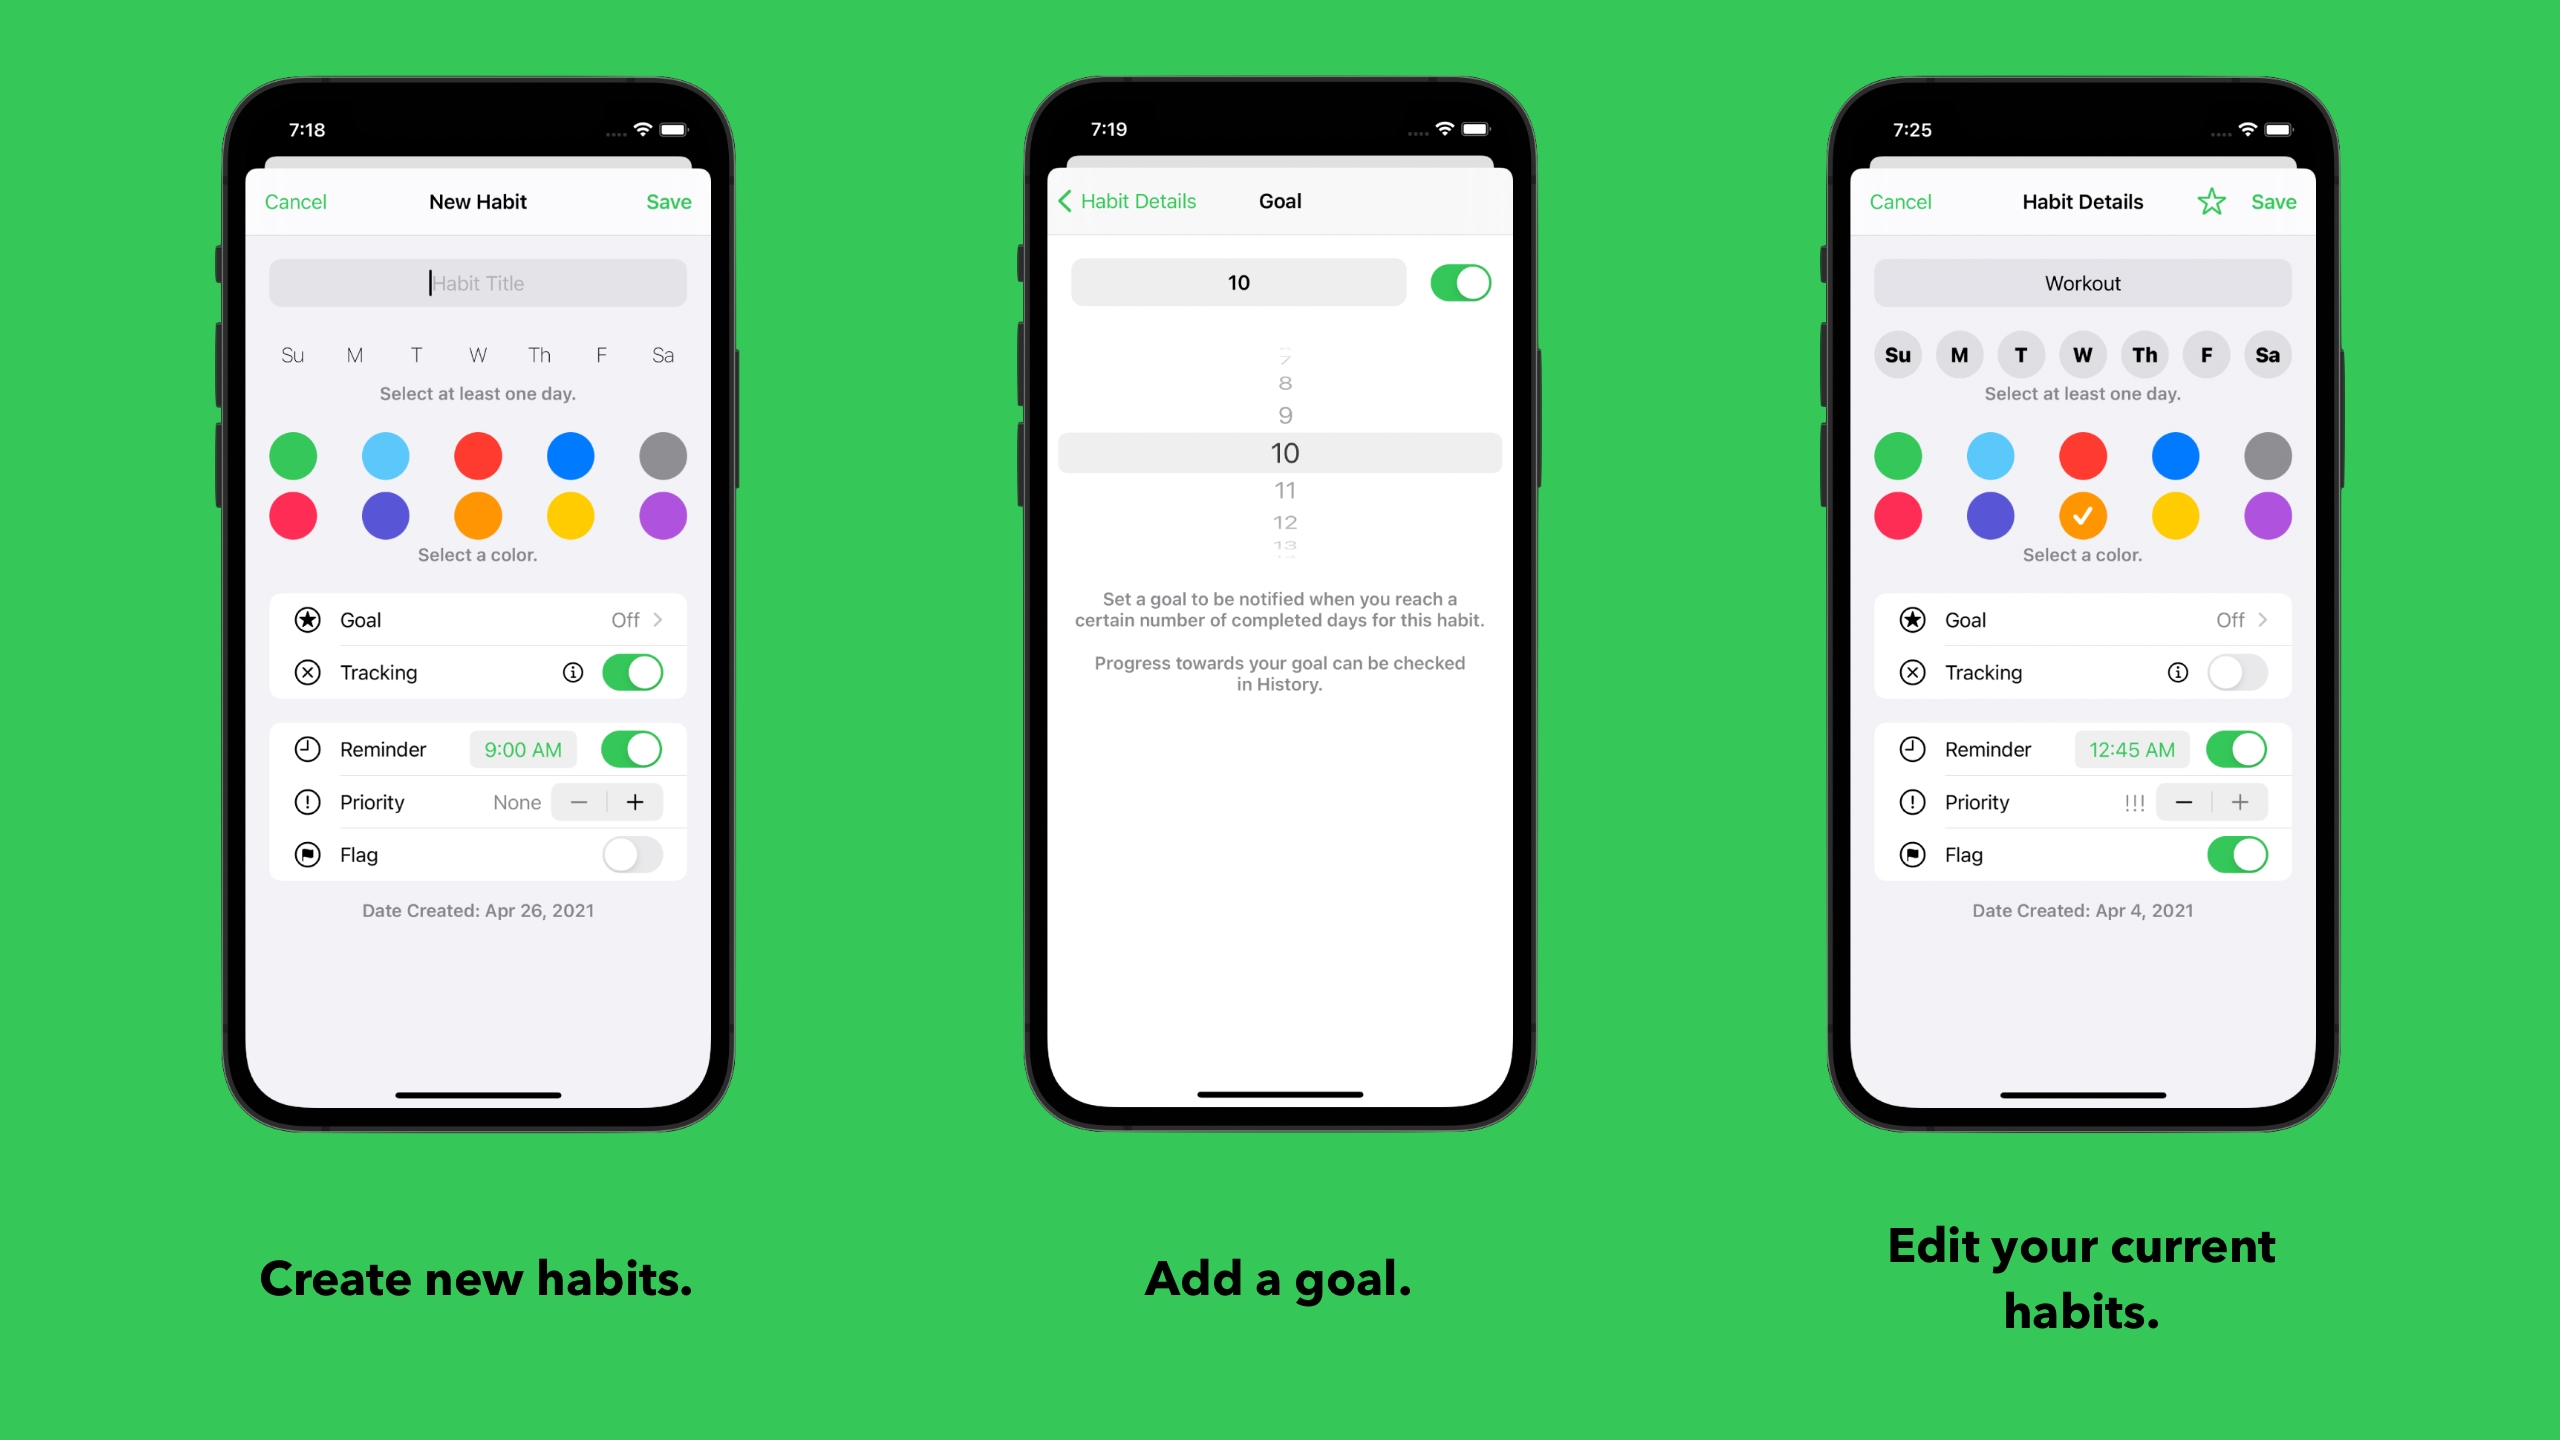 7:18
Cancel New Habit Save
Habit Title
Su M T W Th F Sa
Select at least one day.
Select a color.
Goal Off
Tracking
Reminder 9:00 AM
Priority None
Flag
Date Created: Apr 26, 2021
Create new habits.
7:19
Habit Details Goal
10
7
8
9
10
11
12
13
Set a goal to be notified when you reach a
certain number of completed days for this habit.
Progress towards your goal can be checked
in History.
Add a goal.
7:25
Cancel Habit Details Save
Workout
Su M T W Th F Sa
Select at least one day.
Select a color.
Goal Off
Tracking
Reminder 12:45 AM
Priority !!!
Flag
Date Created: Apr 4, 2021
Edit your current
habits.